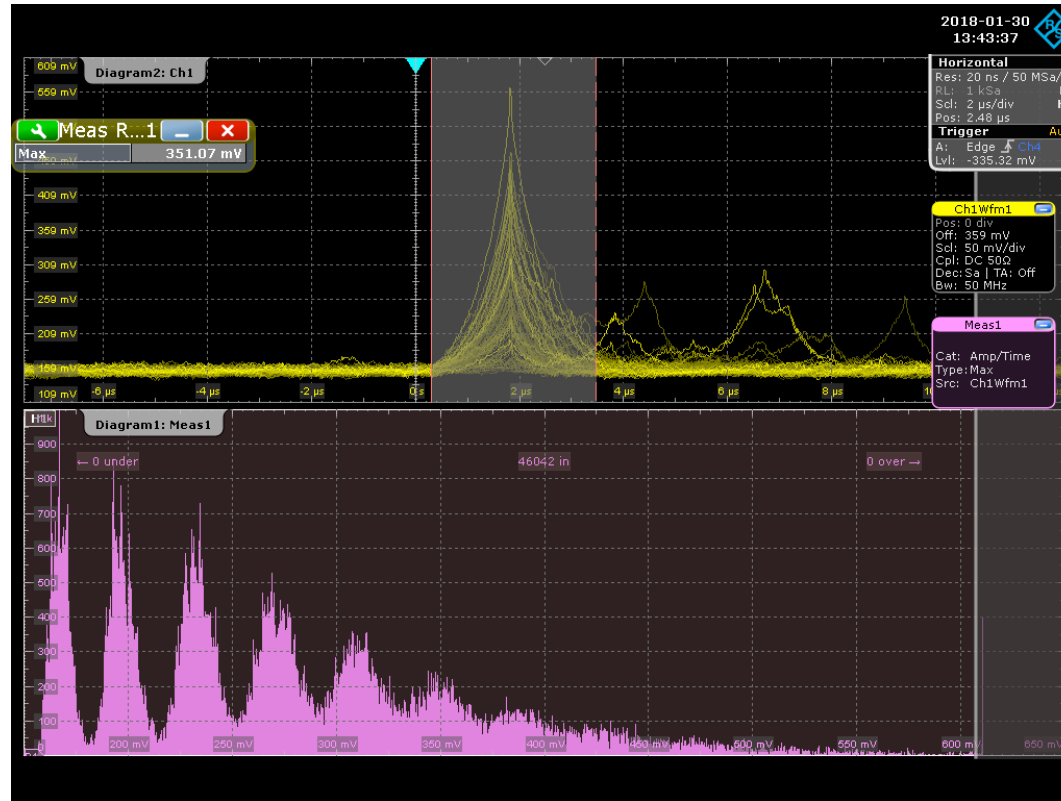 2018-01-30
13:43:37
Diagram2: Ch1
609 mV
559 mV
Meas R...1
Max 351.07 mV
409 mV
359 mV
309 mV
259 mV
209 mV
159 mV
109 mV
-6 µs -4 µs -2 µs 0 s 2 µs 4 µs 6 µs 8 µs
Horizontal
Res: 20 ns / 50 MSa/
RL: 1 kSa
Scl: 2 µs/div
Pos: 2.48 µs
Trigger Au
A: Edge Ch4
Lvl: -335.32 mV
Ch1Wfm1
Pos: 0 div
Off: 359 mV
Scl: 50 mV/div
Cpl: DC 50Ω
Dec: Sa | TA: Off
Bw: 50 MHz
Meas1
Cat: Amp/Time
Type: Max
Src: Ch1Wfm1
Diagram1: Meas1
← 0 under 46042 in 0 over →
900
800
700
600
500
400
300
200
100
200 mV 250 mV 300 mV 350 mV 400 mV 450 mV 500 mV 550 mV 600 m 650 mV